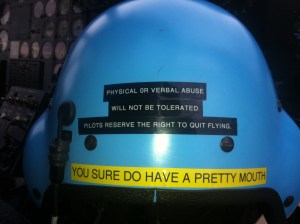 PHYSICAL OR VERBAL ABUSE
WILL NOT BE TOLERATED
PILOTS RESERVE THE RIGHT TO QUIT FLYING.
YOU SURE DO HAVE A PRETTY MOUTH